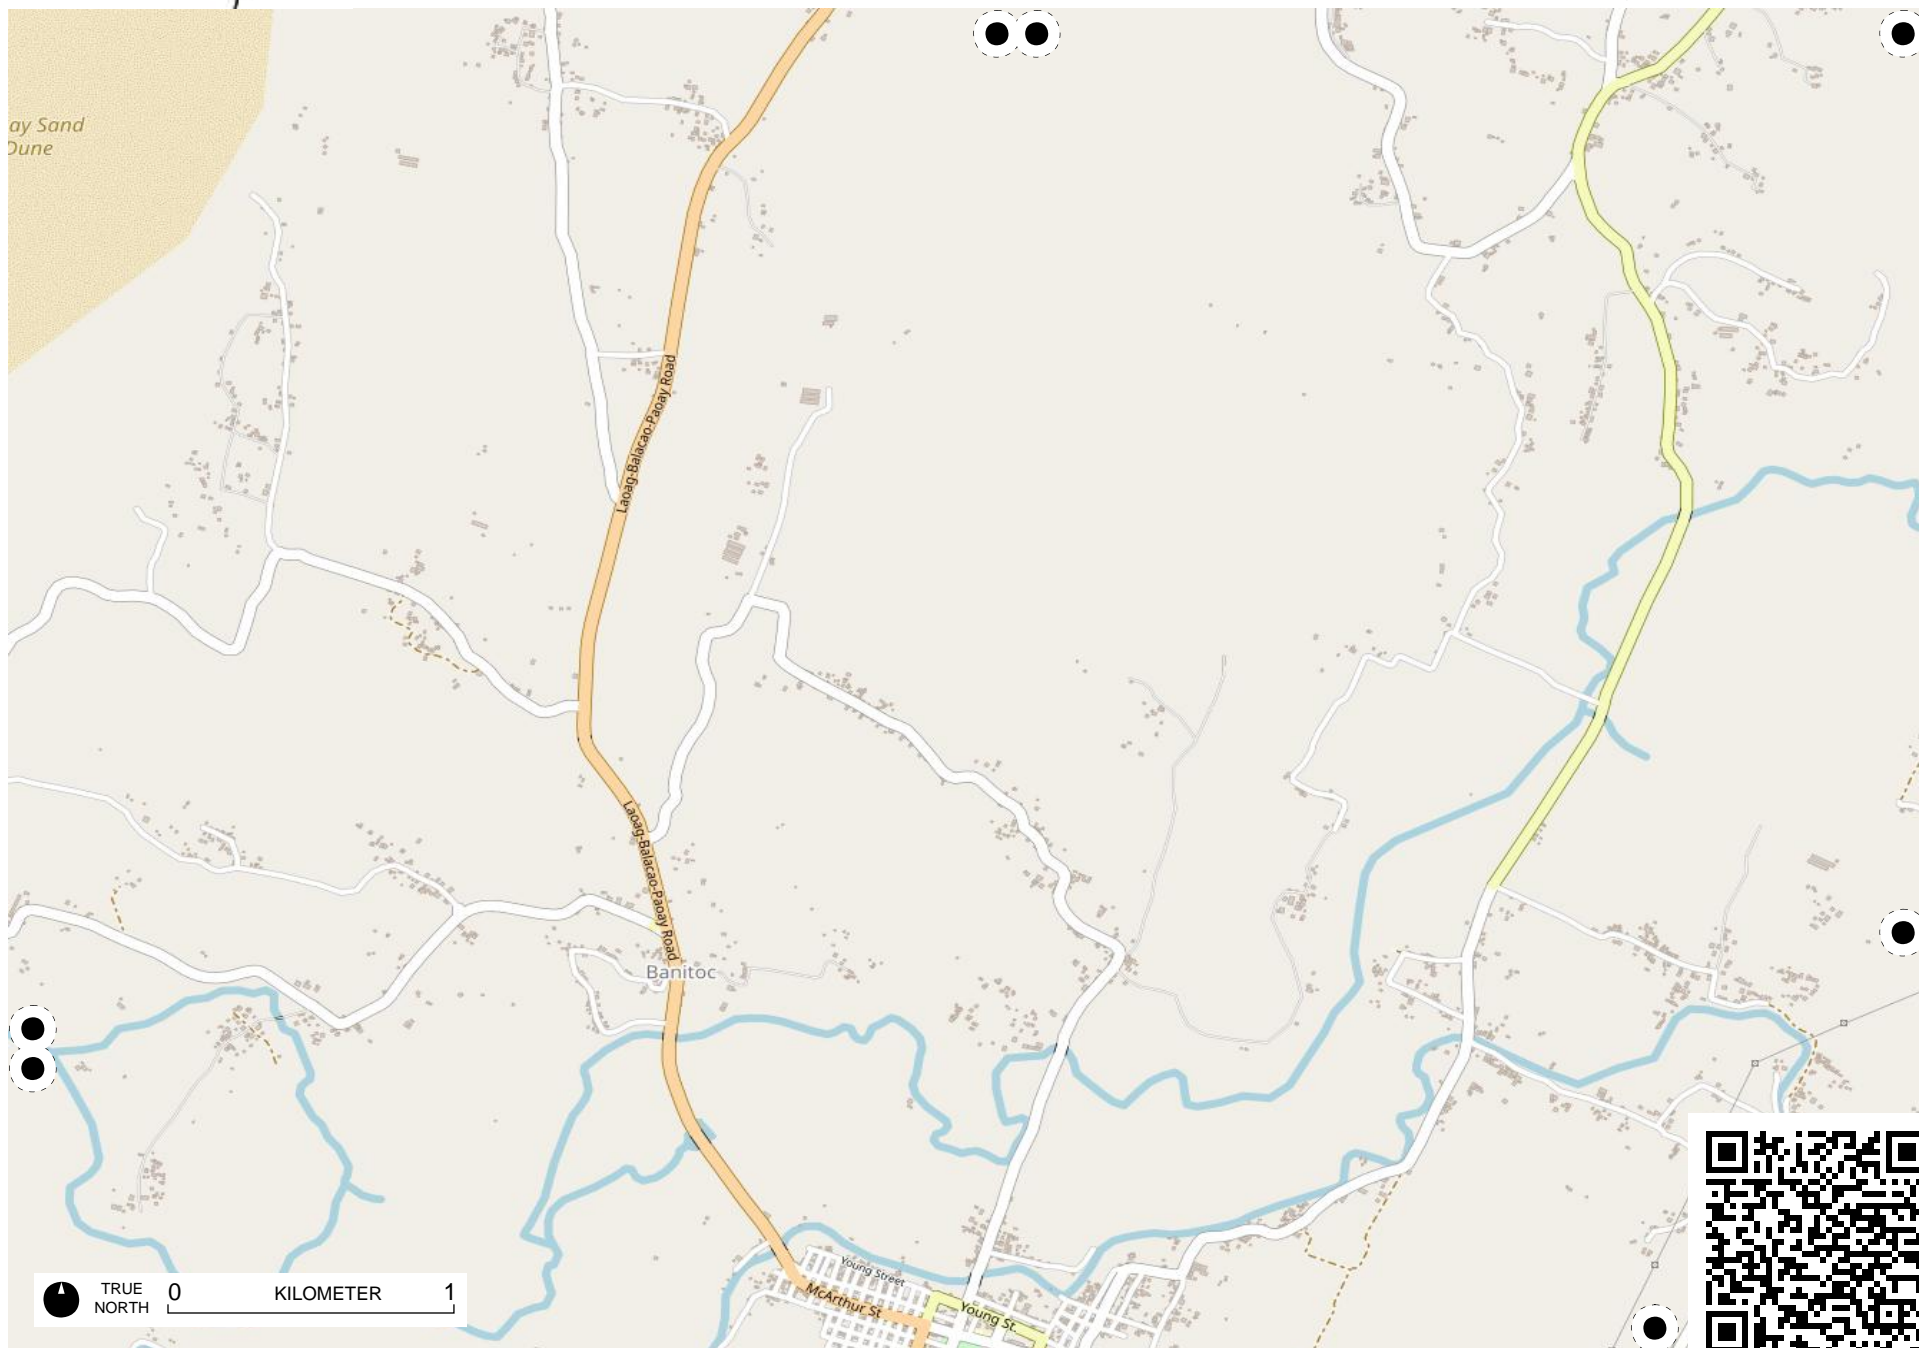 ay Sand
Dune
Laoag-Balacao-Paoay Road
Laoag-Balacao-Paoay Road
Banitoc
Young Street
McArthur St
Young St.
TRUE
NORTH
0 KILOMETER 1